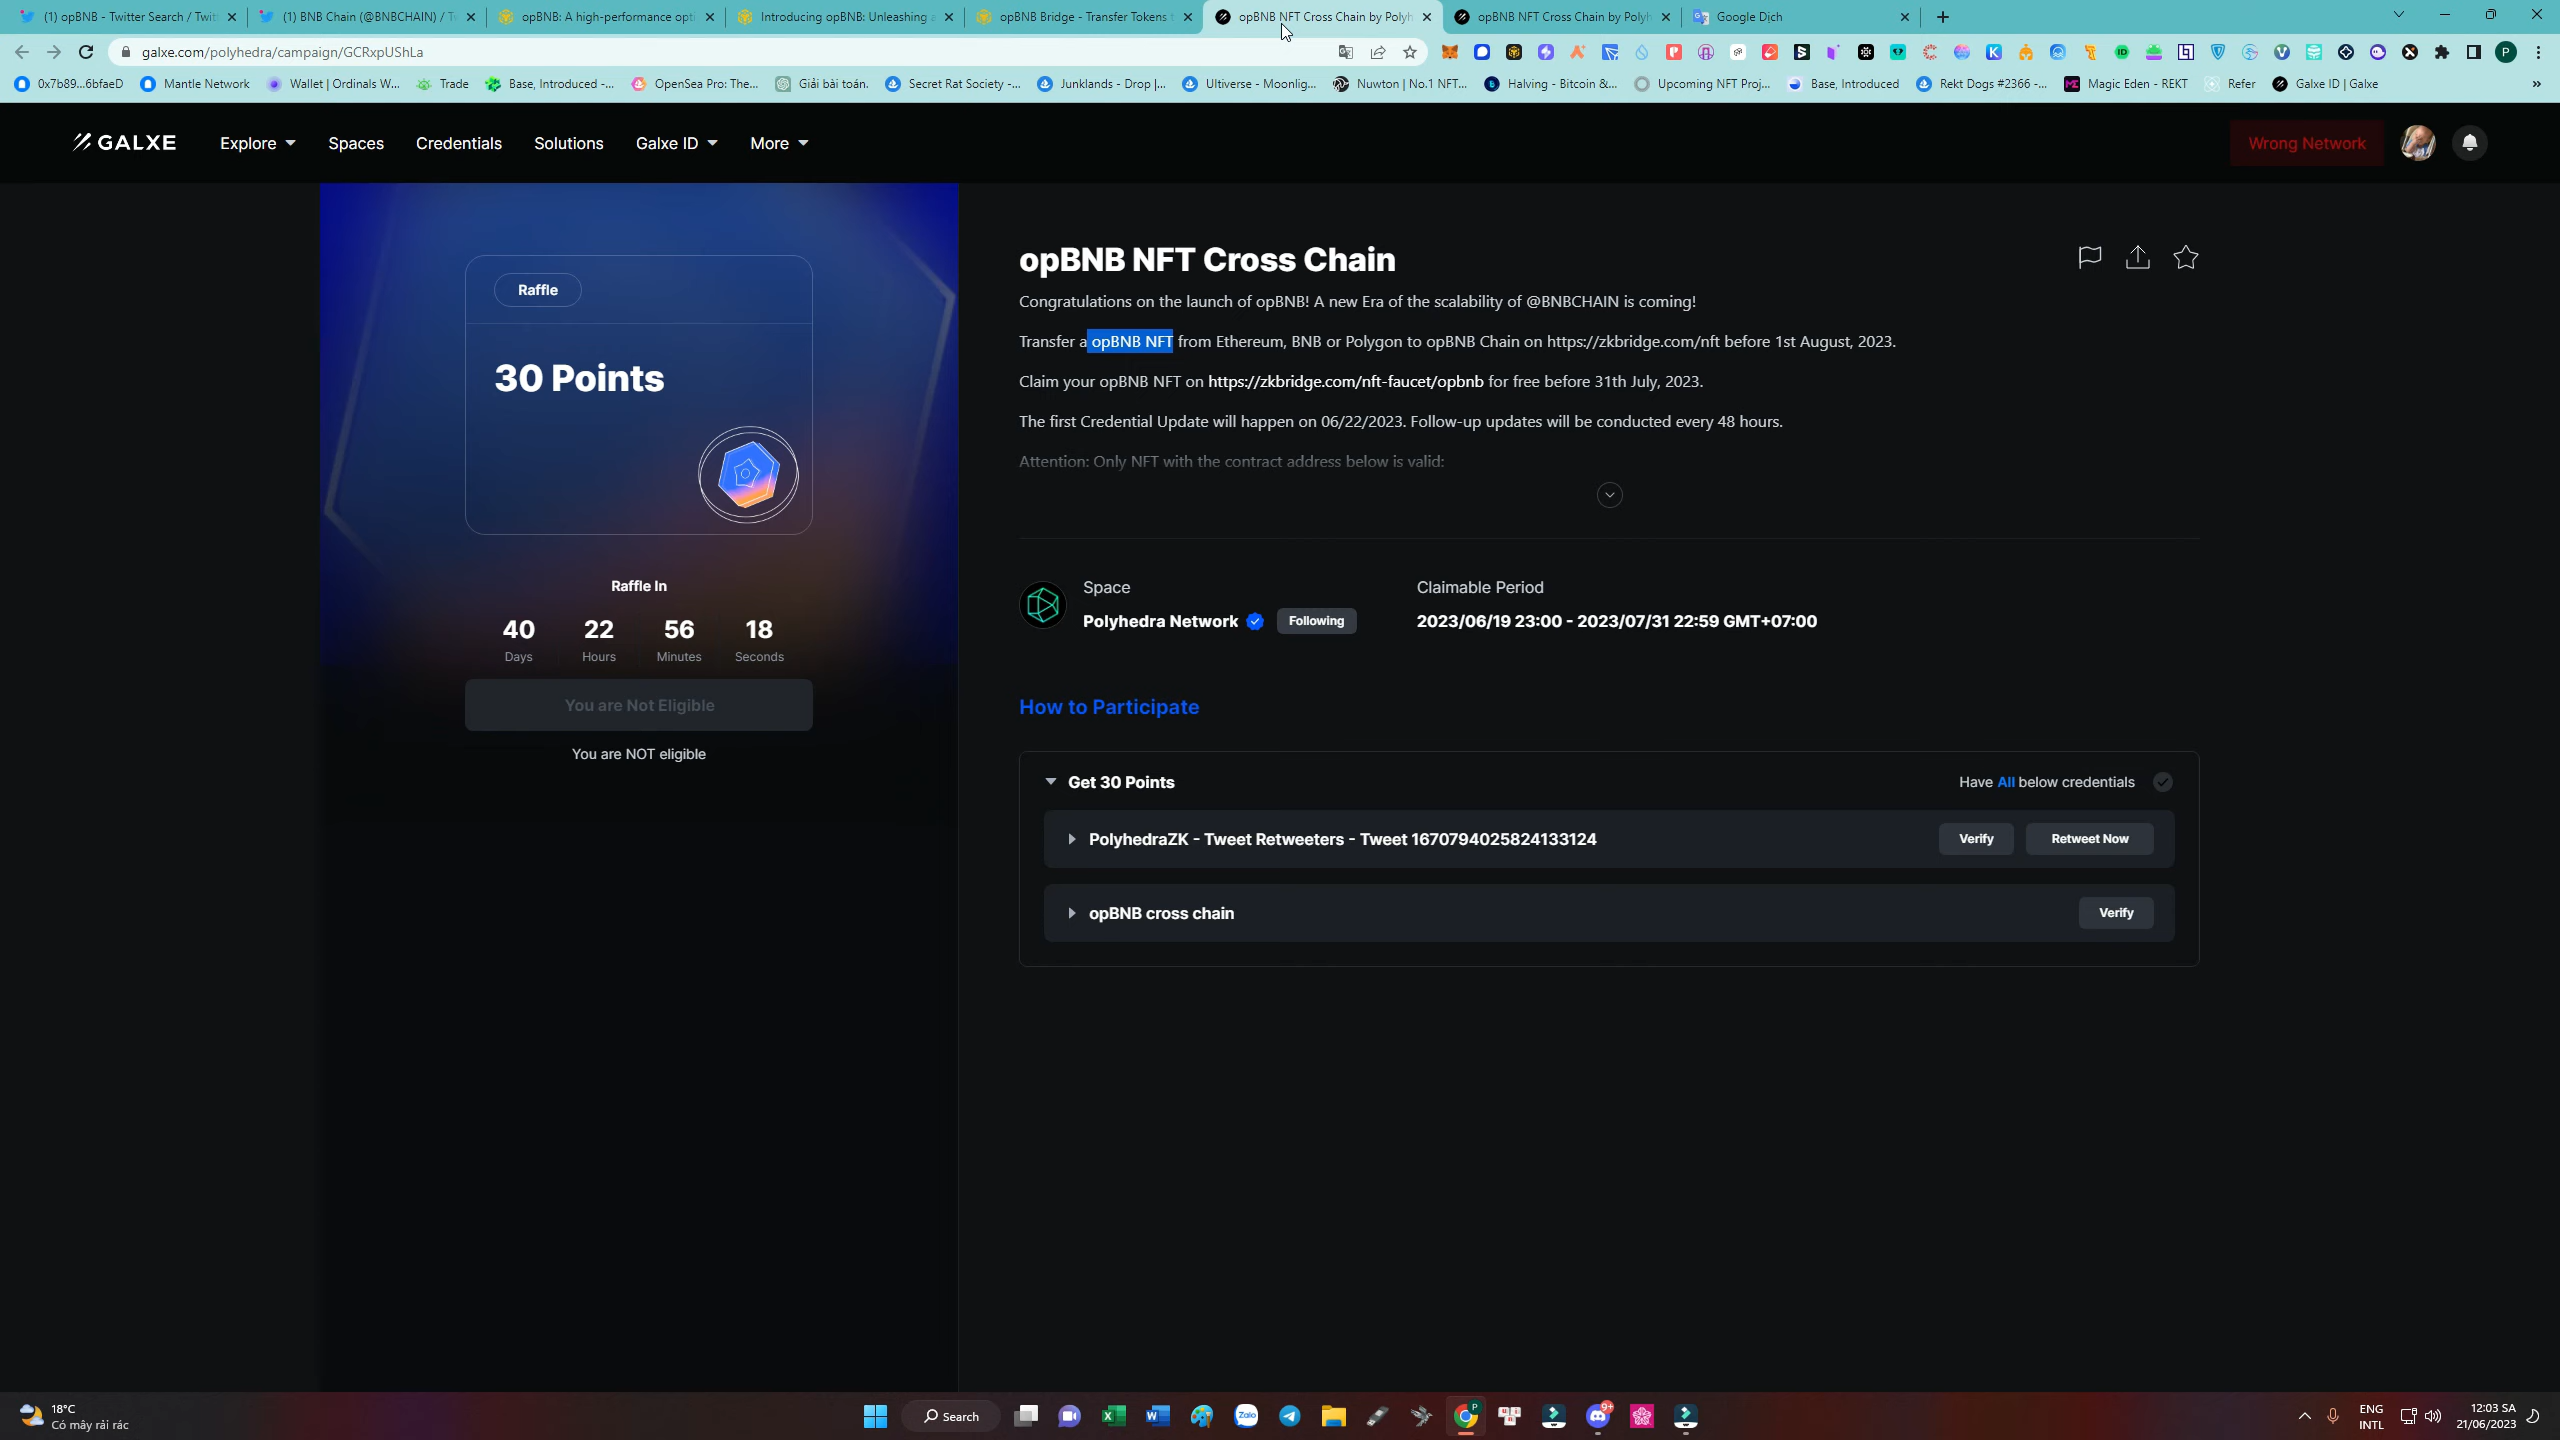 (1) opBNB - Twitter Search / Twit
(1) BNB Chain (@BNBCHAIN) / T
opBNB: A high-performance opti
Introducing opBNB: Unleashing
opBNB Bridge - Transfer Tokens t
opBNB NFT Cross Chain by Polyh
opBNB NFT Cross Chain by Polyh
Google Dịch
galxe.com/polyhedra/campaign/GCRxpUShLa
0x7b89...6bfaeD
Mantle Network
Wallet | Ordinals W...
Trade
Base, Introduced -...
OpenSea Pro: The...
Giải bài toán.
Secret Rat Society -...
Junklands - Drop |...
Ultiverse - Moonlig...
Nuwton | No.1 NFT...
Halving - Bitcoin &...
Upcoming NFT Proj...
Base, Introduced
Rekt Dogs #2366 -...
Magic Eden - REKT
Refer
Galxe ID | Galxe
GALXE
Explore
Spaces
Credentials
Solutions
Galxe ID
More
Wrong Network
Raffle
30 Points
Raffle In
40 22 56 18
Days Hours Minutes Seconds
You are Not Eligible
You are NOT eligible
opBNB NFT Cross Chain
Congratulations on the launch of opBNB! A new Era of the scalability of @BNBCHAIN is coming!
Transfer a opBNB NFT from Ethereum, BNB or Polygon to opBNB Chain on https://zkbridge.com/nft before 1st August, 2023.
Claim your opBNB NFT on https://zkbridge.com/nft-faucet/opbnb for free before 31th July, 2023.
The first Credential Update will happen on 06/22/2023. Follow-up updates will be conducted every 48 hours.
Attention: Only NFT with the contract address below is valid:
Space
Polyhedra Network
Following
Claimable Period
2023/06/19 23:00 - 2023/07/31 22:59 GMT+07:00
How to Participate
Get 30 Points
Have All below credentials
PolyhedraZK - Tweet Retweeters - Tweet 1670794025824133124
Verify
Retweet Now
opBNB cross chain
Verify
18°C
Có mây rải rác
Search
Zalo
9+
ENG
INTL
12:03 SA
21/06/2023